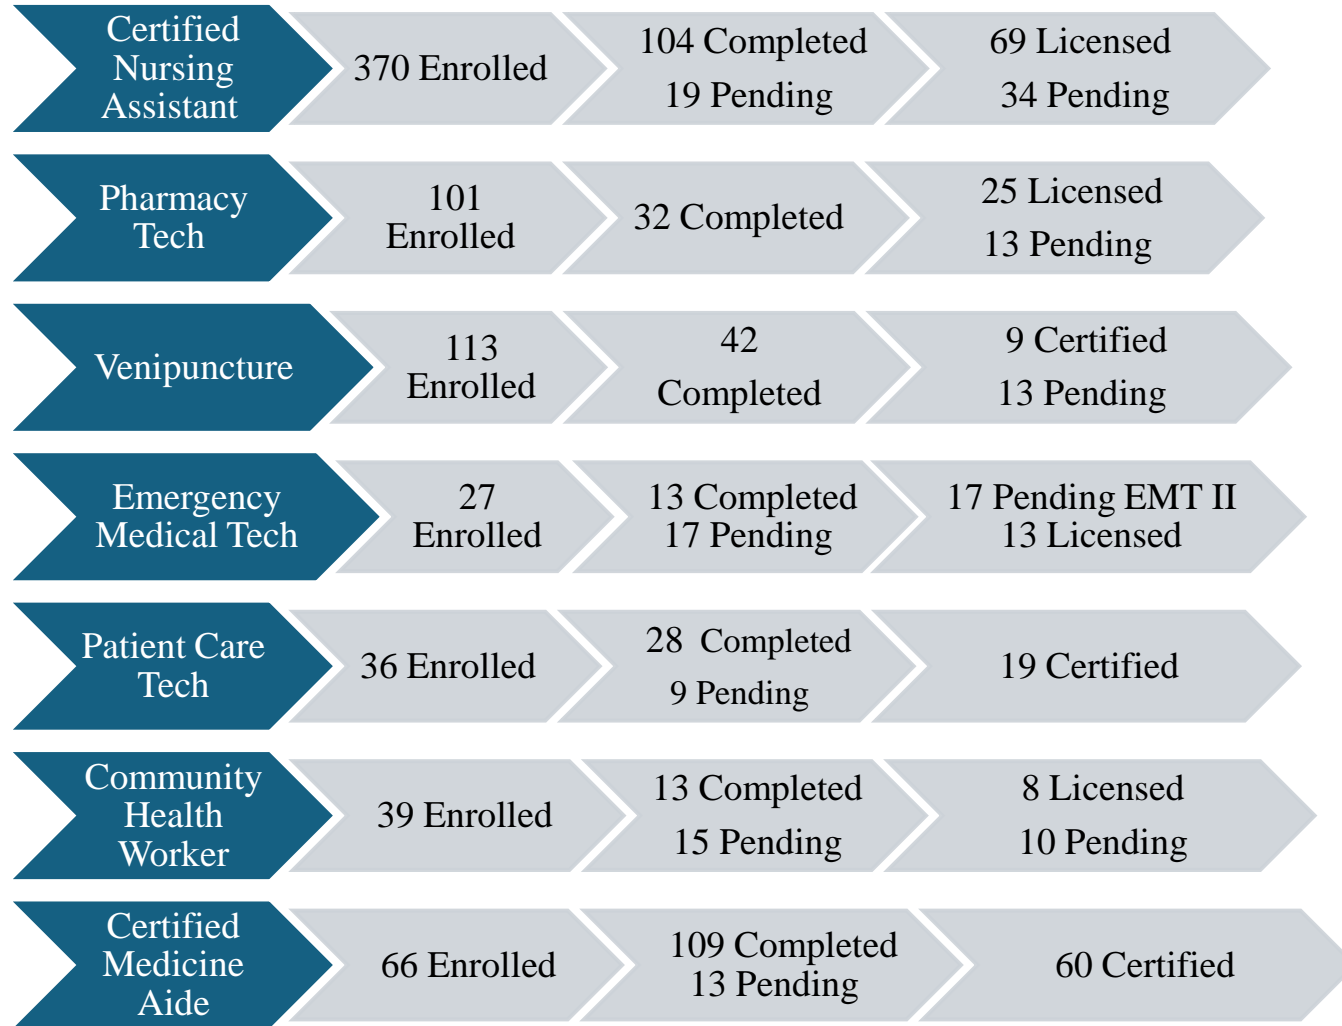 Certified
Nursing
Assistant
370 Enrolled
104 Completed
19 Pending
69 Licensed
34 Pending
Pharmacy
Tech
101
Enrolled
32 Completed
25 Licensed
13 Pending
Venipuncture
113
Enrolled
42
Completed
9 Certified
13 Pending
Emergency
Medical Tech
27
Enrolled
13 Completed
17 Pending
17 Pending EMT II
13 Licensed
Patient Care
Tech
36 Enrolled
28 Completed
9 Pending
19 Certified
Community
Health
Worker
39 Enrolled
13 Completed
15 Pending
8 Licensed
10 Pending
Certified
Medicine
Aide
66 Enrolled
109 Completed
13 Pending
60 Certified